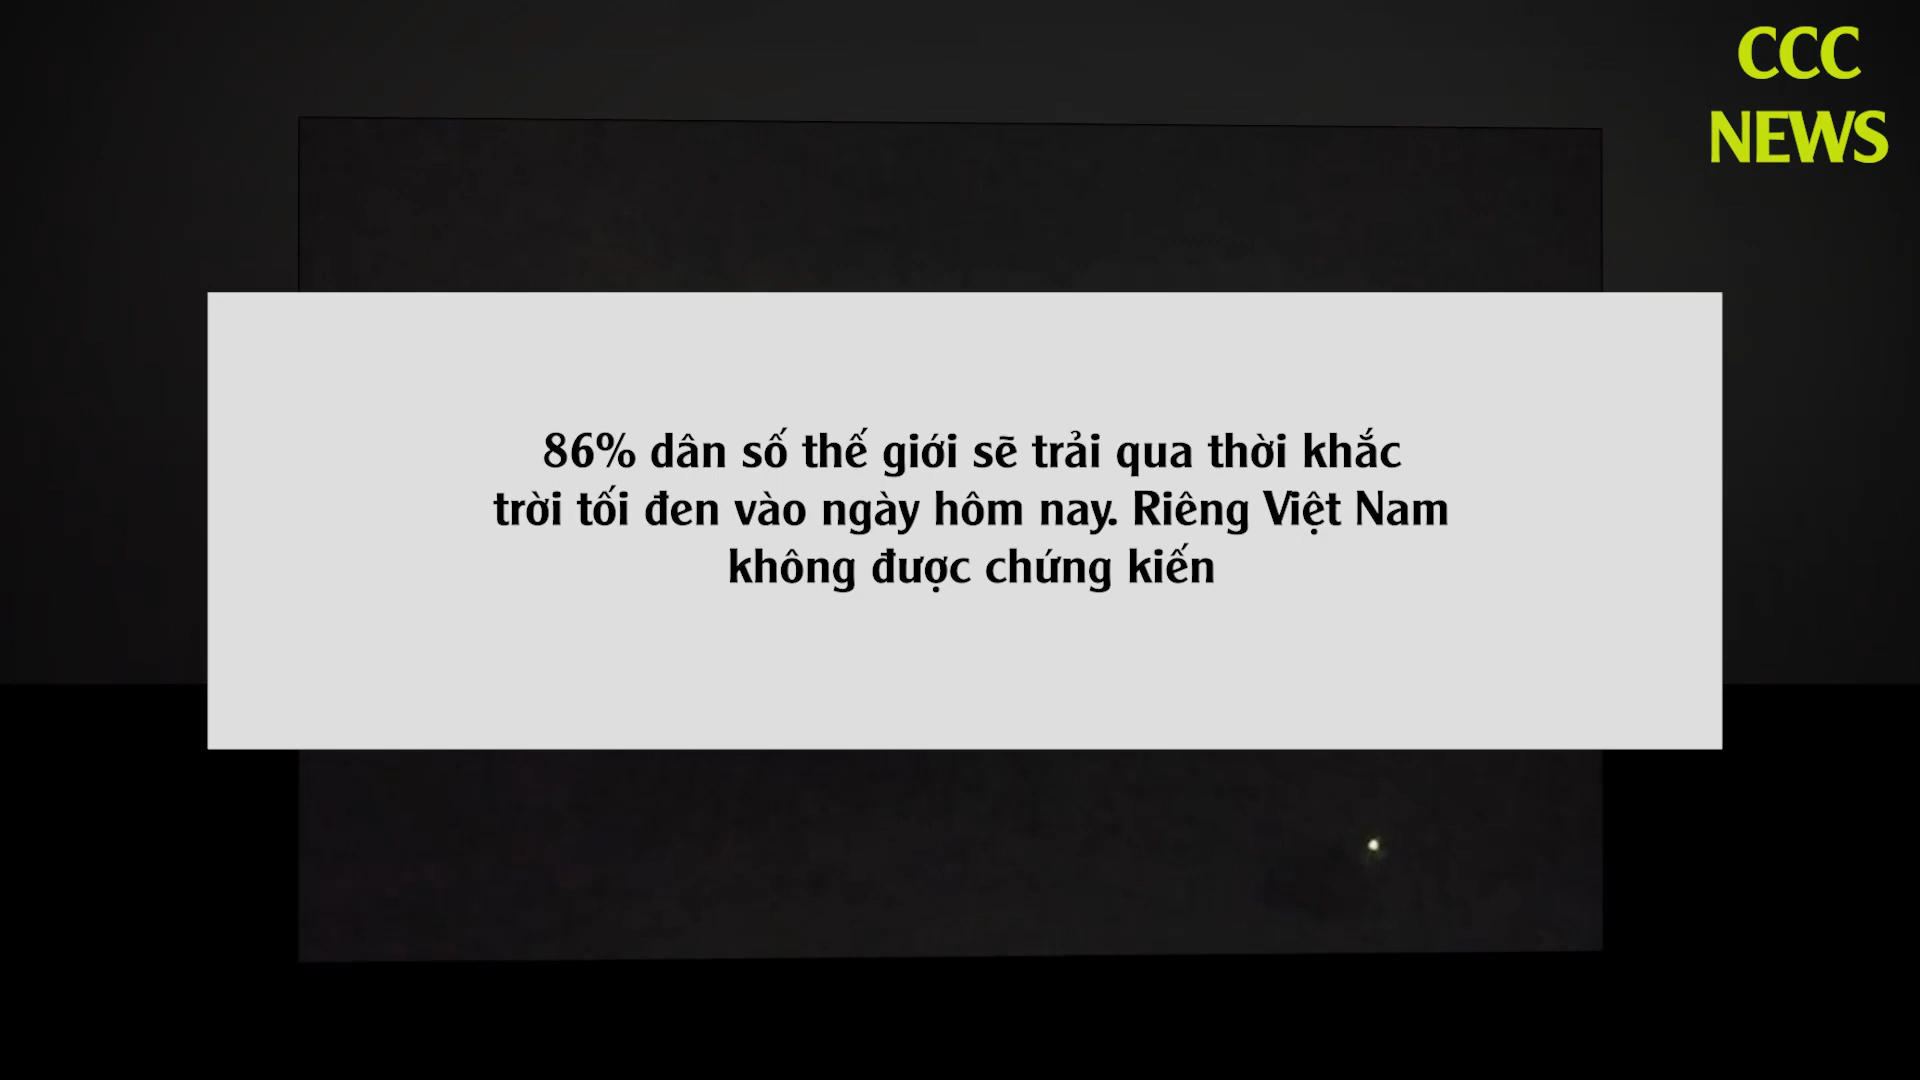 CCC
NEWS
86% dân số thế giới sẽ trải qua thời khắc
trời tối đen vào ngày hôm nay. Riêng Việt Nam
không được chứng kiến